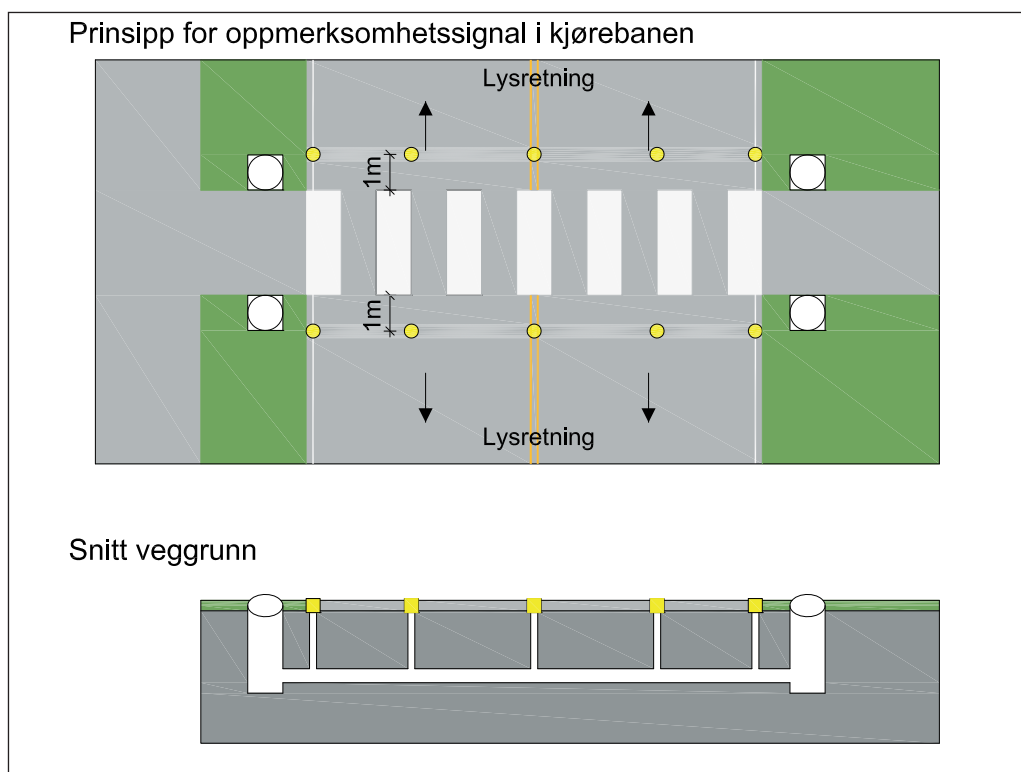 Prinsipp for oppmerksomhetssignal i kjørebanen
Lysretning
1m
1m
Lysretning
Snitt veggrunn